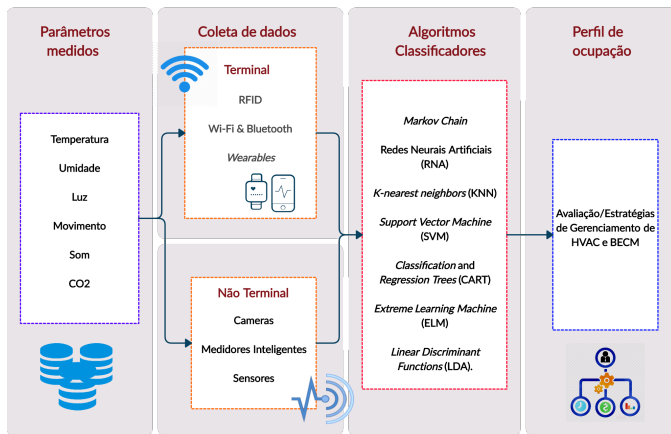 Parâmetros
medidos
Temperatura
Umidade
Luz
Movimento
Som
CO2
Coleta de dados
Terminal
RFID
Wi-Fi & Bluetooth
Wearables
Não Terminal
Cameras
Medidores Inteligentes
Sensores
Algoritmos
Classificadores
Markov Chain
Redes Neurais Artificiais
(RNA)
K-nearest neighbors (KNN)
Support Vector Machine
(SVM)
Classification and
Regression Trees (CART)
Extreme Learning Machine
(ELM)
Linear Discriminant
Functions (LDA).
Perfil de
ocupação
Avaliação/Estratégias
de Gerenciamento de
HVAC e BECM